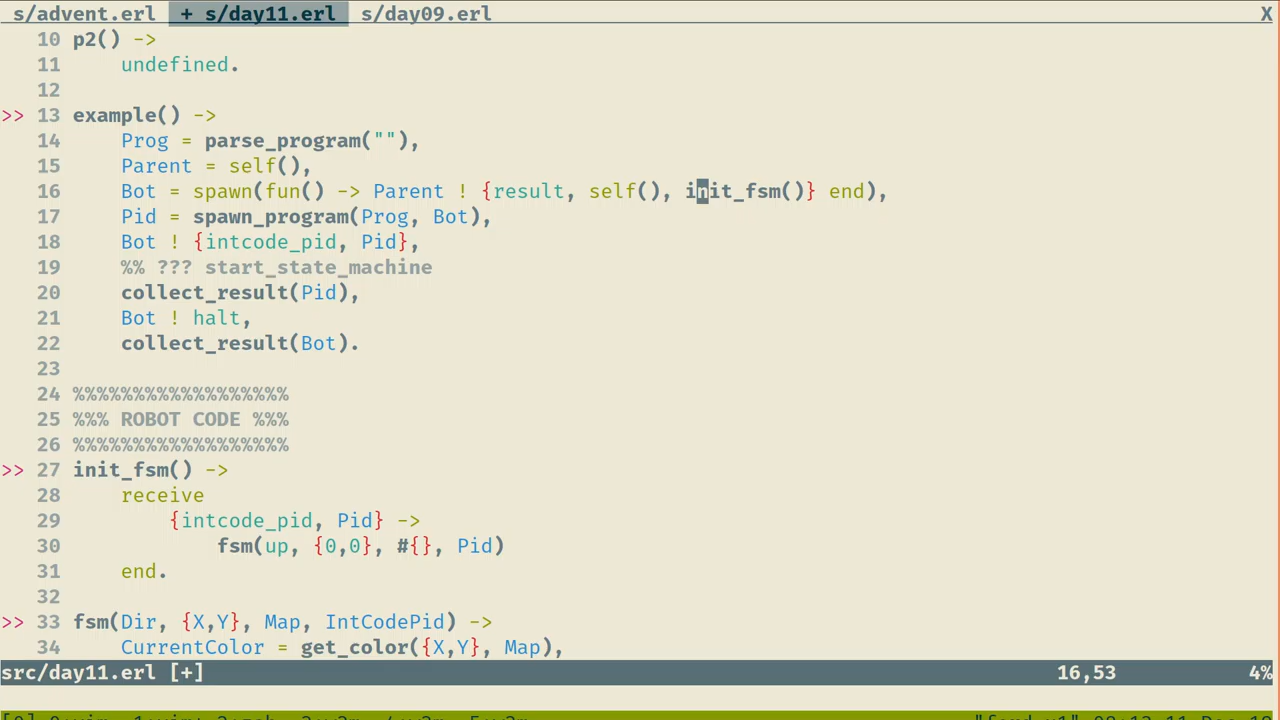 s/advent.erl + s/day11.erl s/day09.erl X
10 p2() ->
11     undefined.
12
>> 13 example() ->
14     Prog = parse_program(""),
15     Parent = self(),
16     Bot = spawn(fun() -> Parent ! {result, self(), init_fsm()} end),
17     Pid = spawn_program(Prog, Bot),
18     Bot ! {intcode_pid, Pid},
19     %% ??? start_state_machine
20     collect_result(Pid),
21     Bot ! halt,
22     collect_result(Bot).
23
24 %%%%%%%%%%%%%%%%%%
25 %%% ROBOT CODE %%%
26 %%%%%%%%%%%%%%%%%%
>> 27 init_fsm() ->
28     receive
29         {intcode_pid, Pid} ->
30             fsm(up, {0,0}, #{}, Pid)
31     end.
32
>> 33 fsm(Dir, {X,Y}, Map, IntCodePid) ->
34     CurrentColor = get_color({X,Y}, Map),
src/day11.erl [+] 16,53 4%